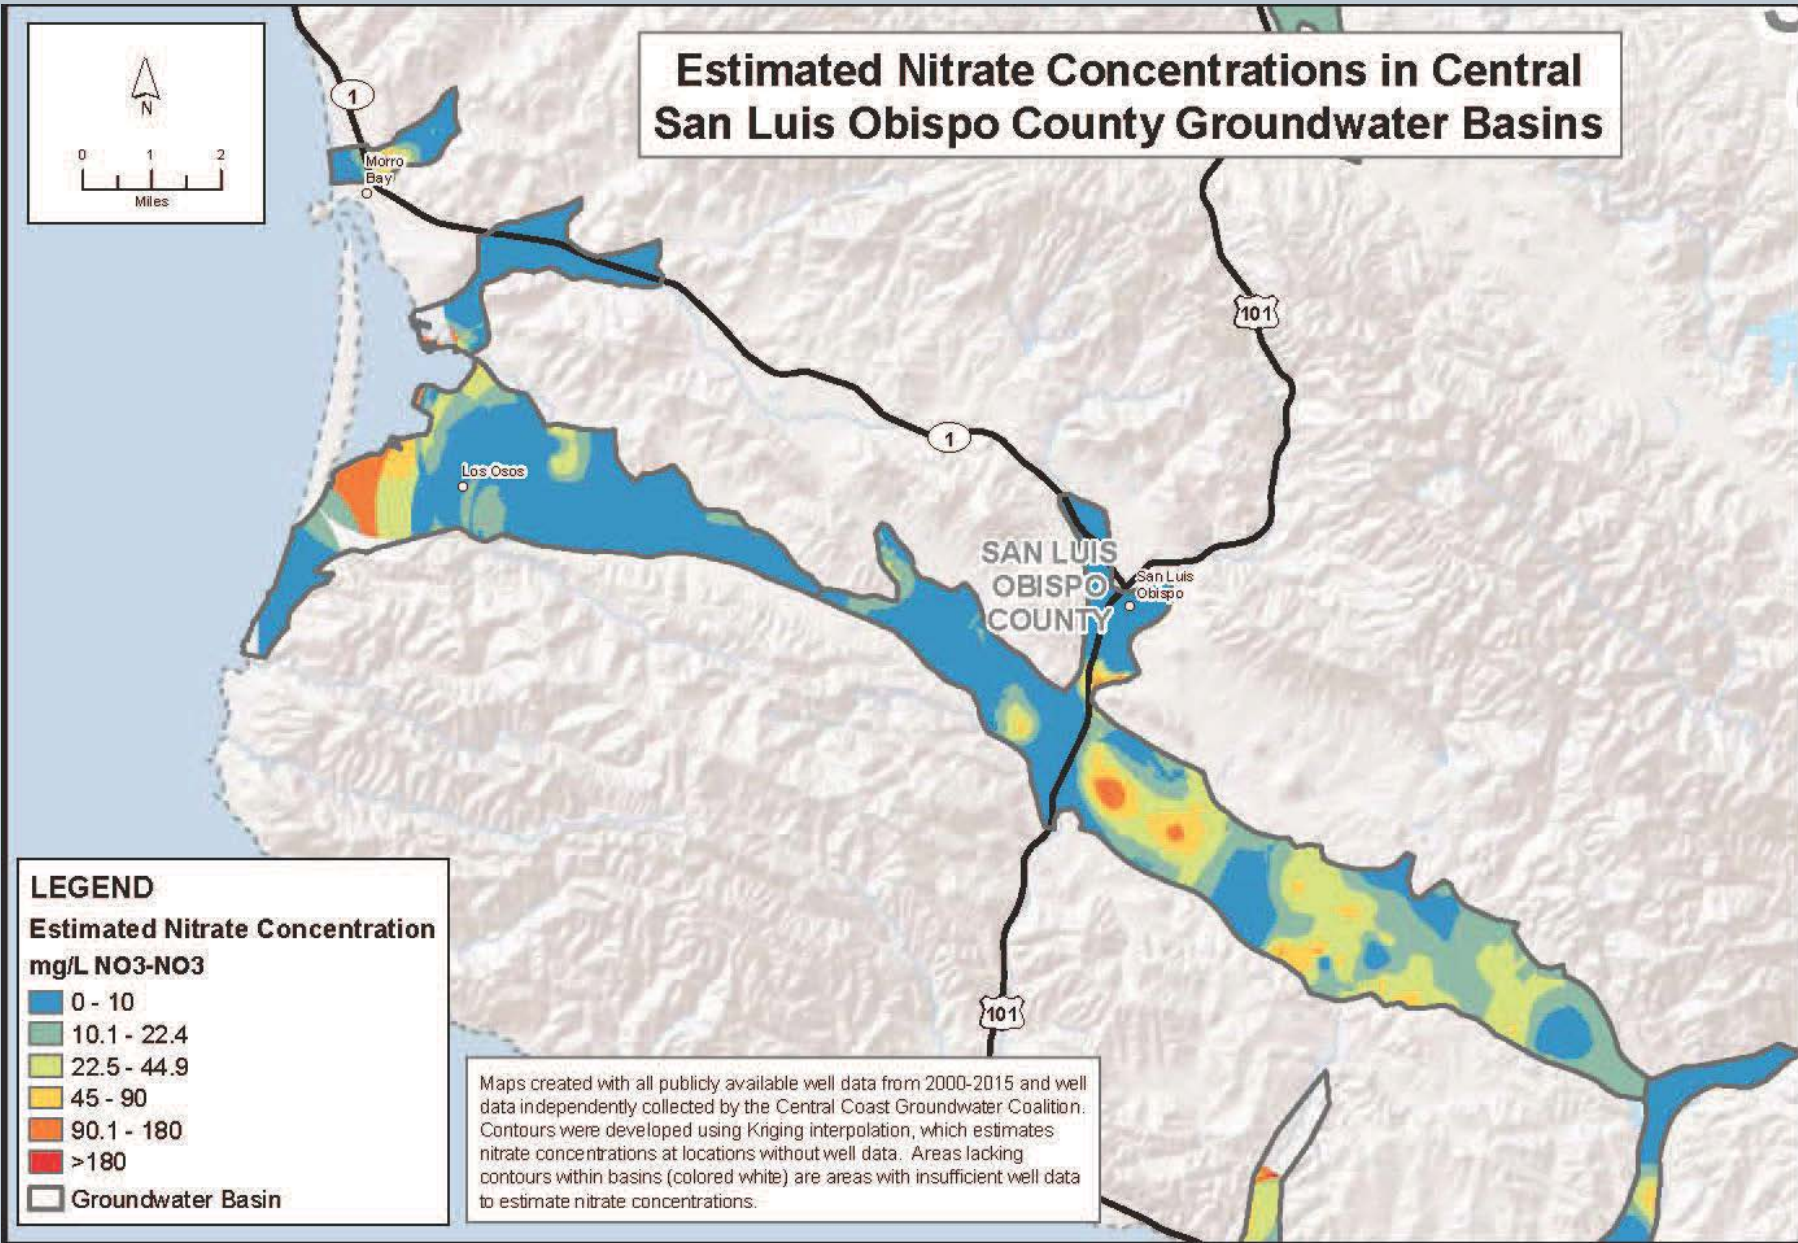 Estimated Nitrate Concentrations in Central
San Luis Obispo County Groundwater Basins
N
0 1 2
Miles
1
Morro
Bay
101
1
Los Osos
SAN LUIS
OBISPO
COUNTY
San Luis
Obispo
101
LEGEND
Estimated Nitrate Concentration
mg/L NO3-NO3
0 - 10
10.1 - 22.4
22.5 - 44.9
45 - 90
90.1 - 180
>180
Groundwater Basin
Maps created with all publicly available well data from 2000-2015 and well
data independently collected by the Central Coast Groundwater Coalition.
Contours were developed using Kriging interpolation, which estimates
nitrate concentrations at locations without well data. Areas lacking
contours within basins (colored white) are areas with insufficient well data
to estimate nitrate concentrations.